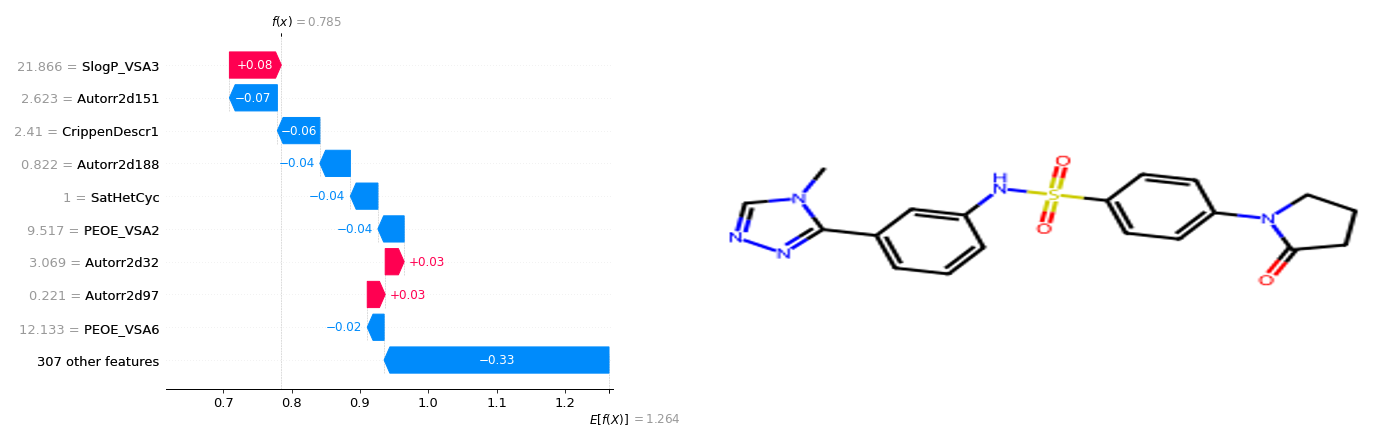 f(x) = 0.785
21.866 = SlogP_VSA3
+0.08
2.623 = Autorr2d151
−0.07
2.41 = CrippenDescr1
−0.06
0.822 = Autorr2d188
−0.04
1 = SatHetCyc
−0.04
9.517 = PEOE_VSA2
−0.04
3.069 = Autorr2d32
+0.03
0.221 = Autorr2d97
+0.03
12.133 = PEOE_VSA6
−0.02
307 other features
−0.33
0.7 0.8 0.9 1.0 1.1 1.2
E[f(X)] = 1.264
N
N
N
H
N
O
S
O
N
O